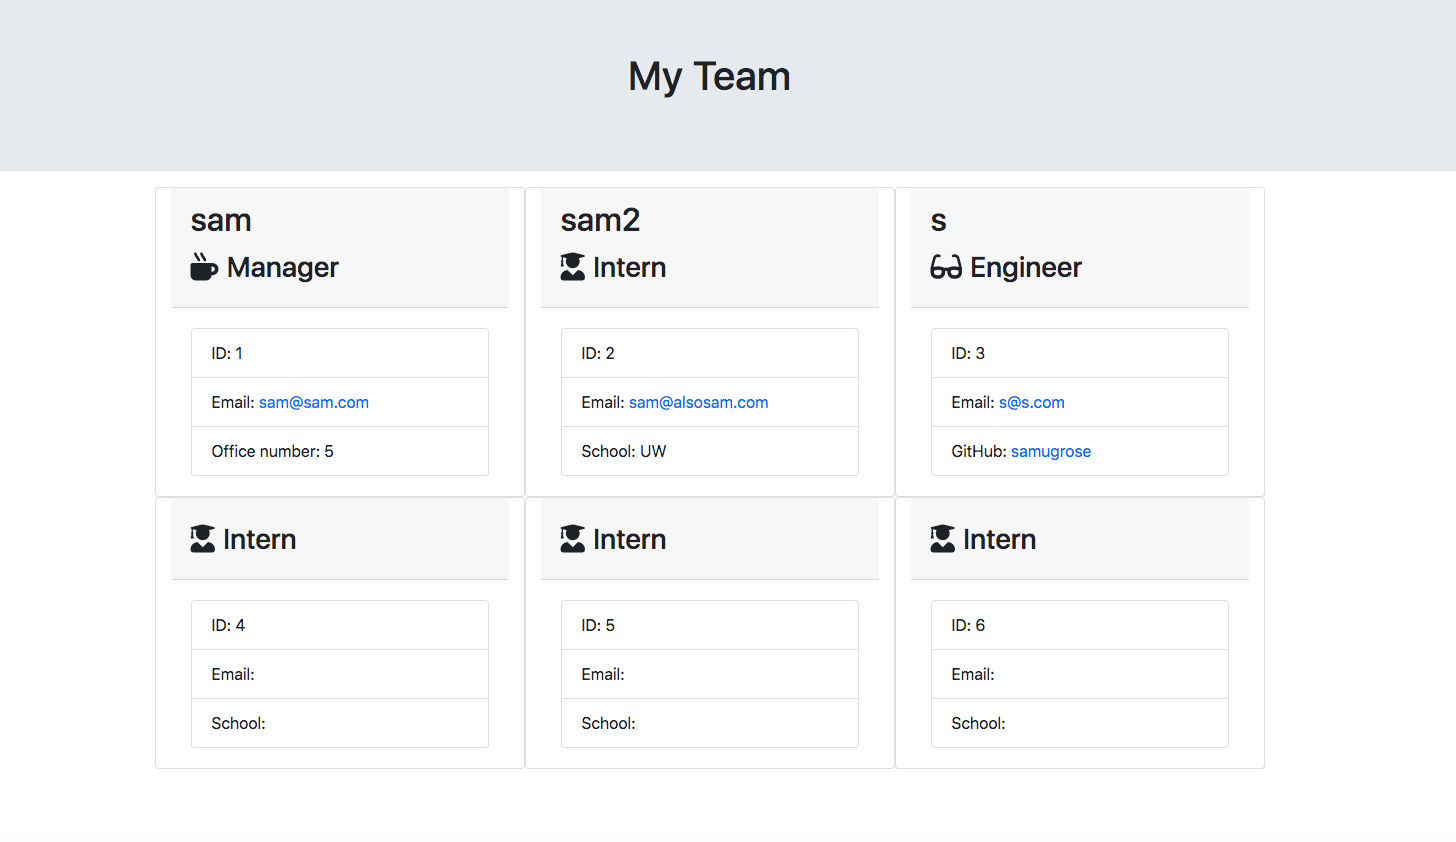 My Team
sam
Manager
ID: 1
Email: sam@sam.com
Office number: 5
sam2
Intern
ID: 2
Email: sam@alsosam.com
School: UW
s
Engineer
ID: 3
Email: s@s.com
GitHub: samugrose
Intern
ID: 4
Email:
School:
Intern
ID: 5
Email:
School:
Intern
ID: 6
Email:
School: